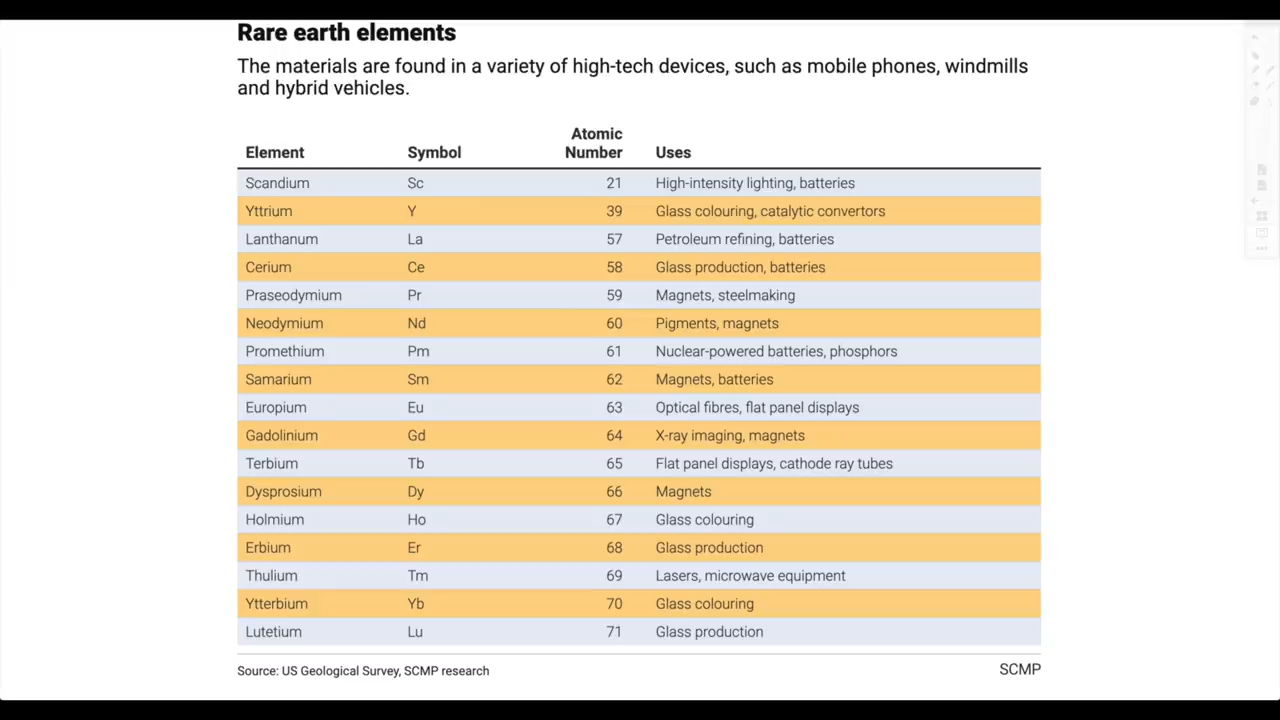 Rare earth elements
The materials are found in a variety of high-tech devices, such as mobile phones, windmills
and hybrid vehicles.
Atomic
Element Symbol Number Uses
Scandium Sc 21 High-intensity lighting, batteries
Yttrium Y 39 Glass colouring, catalytic convertors
Lanthanum La 57 Petroleum refining, batteries
Cerium Ce 58 Glass production, batteries
Praseodymium Pr 59 Magnets, steelmaking
Neodymium Nd 60 Pigments, magnets
Promethium Pm 61 Nuclear-powered batteries, phosphors
Samarium Sm 62 Magnets, batteries
Europium Eu 63 Optical fibres, flat panel displays
Gadolinium Gd 64 X-ray imaging, magnets
Terbium Tb 65 Flat panel displays, cathode ray tubes
Dysprosium Dy 66 Magnets
Holmium Ho 67 Glass colouring
Erbium Er 68 Glass production
Thulium Tm 69 Lasers, microwave equipment
Ytterbium Yb 70 Glass colouring
Lutetium Lu 71 Glass production
Source: US Geological Survey, SCMP research SCMP